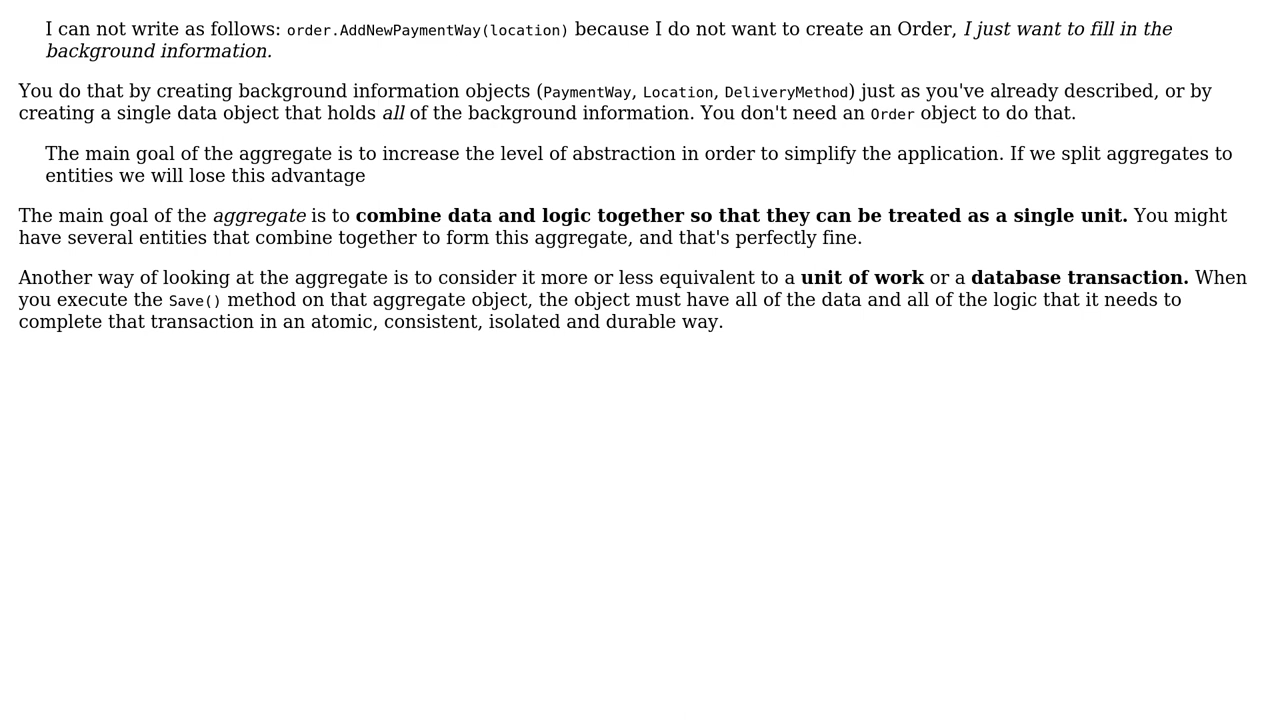 I can not write as follows: order.AddNewPaymentWay(location) because I do not want to create an Order, I just want to fill in the
background information.
You do that by creating background information objects (PaymentWay, Location, DeliveryMethod) just as you've already described, or by
creating a single data object that holds all of the background information. You don't need an Order object to do that.
The main goal of the aggregate is to increase the level of abstraction in order to simplify the application. If we split aggregates to
entities we will lose this advantage
The main goal of the aggregate is to combine data and logic together so that they can be treated as a single unit. You might
have several entities that combine together to form this aggregate, and that's perfectly fine.
Another way of looking at the aggregate is to consider it more or less equivalent to a unit of work or a database transaction. When
you execute the Save() method on that aggregate object, the object must have all of the data and all of the logic that it needs to
complete that transaction in an atomic, consistent, isolated and durable way.